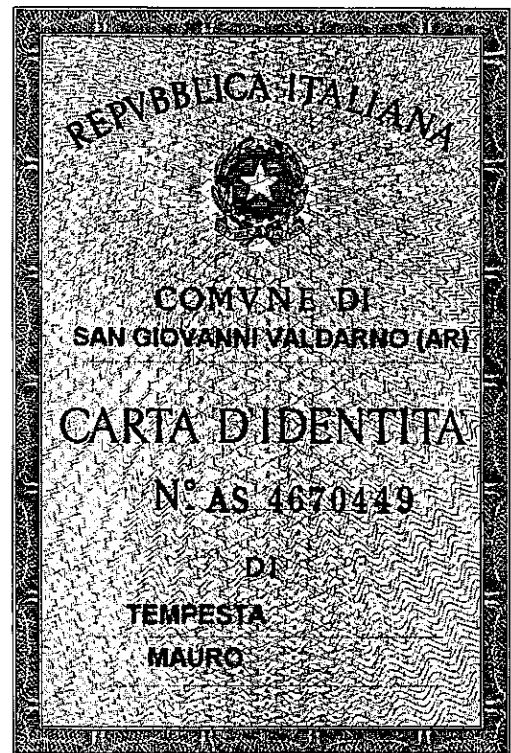 REPVBBLICA ITALIANA
COMVNE DI
SAN GIOVANNI VALDARNO (AR)
CARTA D'IDENTITA
N° AS 4670449
DI
TEMPESTA
MAURO